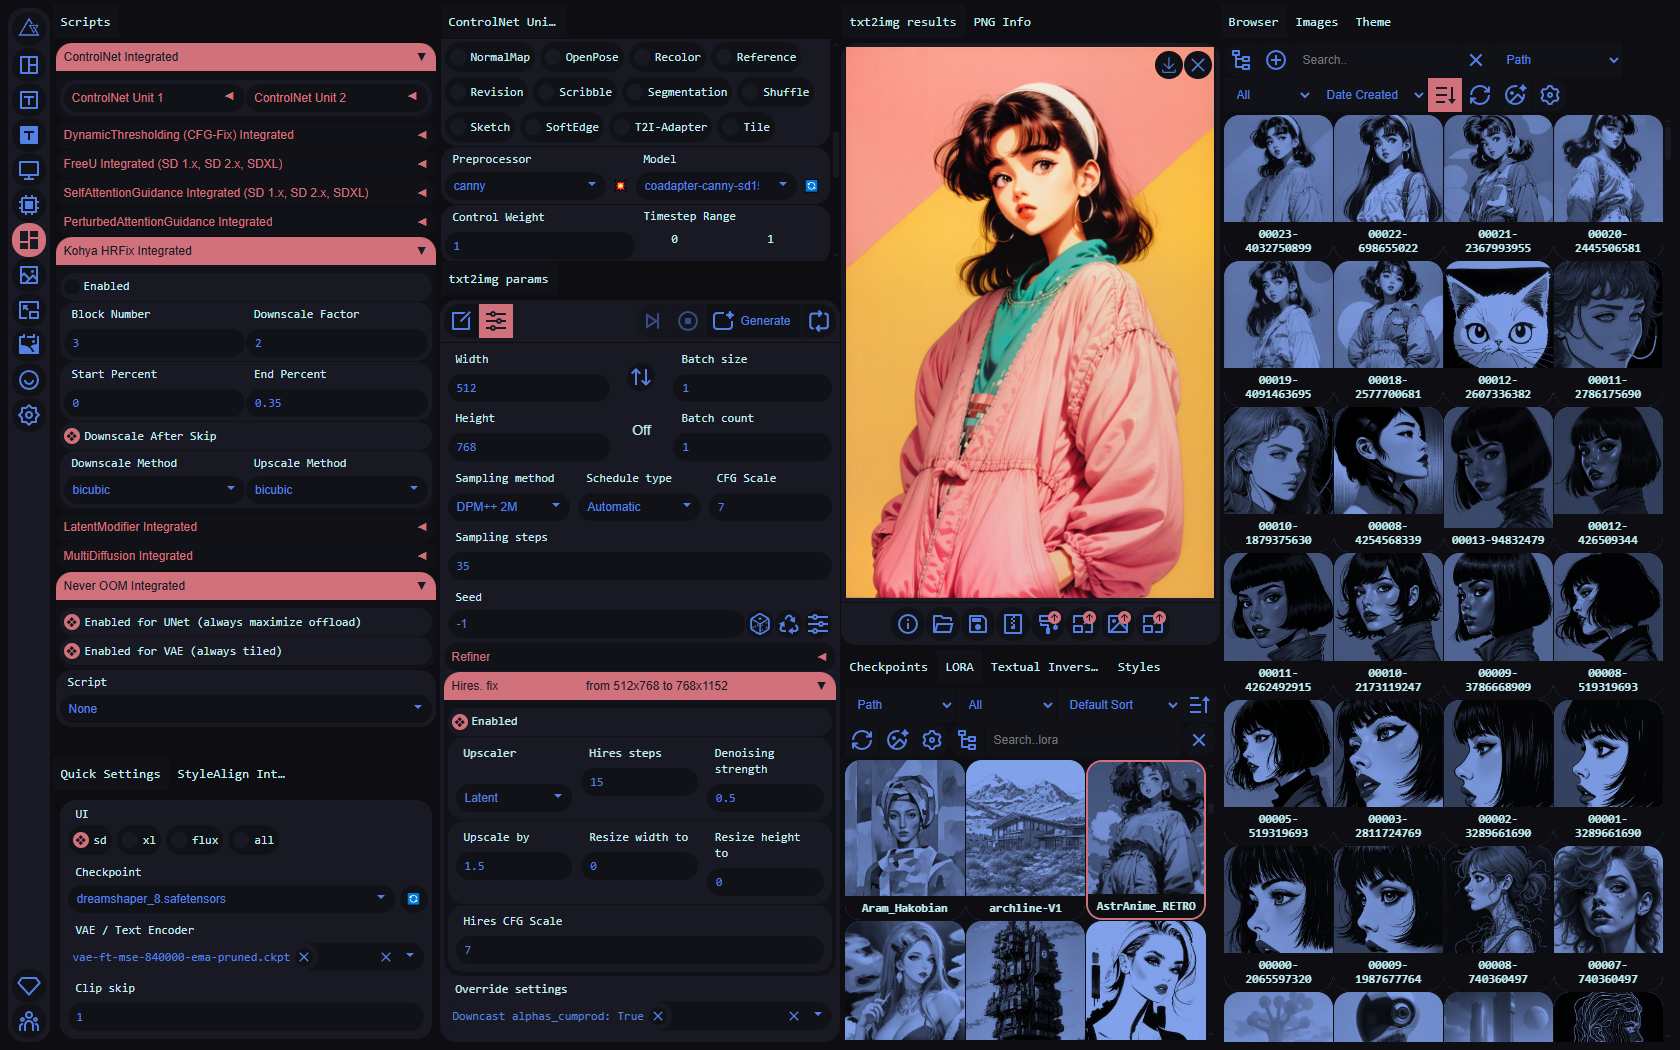 Scripts
ControlNet Integrated
ControlNet Unit 1
ControlNet Unit 2
DynamicThresholding (CFG-Fix) Integrated
FreeU Integrated (SD 1.x, SD 2.x, SDXL)
SelfAttentionGuidance Integrated (SD 1.x, SD 2.x, SDXL)
PerturbedAttentionGuidance Integrated
Kohya HRFix Integrated
Enabled
Block Number
Downscale Factor
3
2
Start Percent
End Percent
0
0.35
Downscale After Skip
Downscale Method
Upscale Method
bicubic
bicubic
LatentModifier Integrated
MultiDiffusion Integrated
Never OOM Integrated
Enabled for UNet (always maximize offload)
Enabled for VAE (always tiled)
Script
None
Quick Settings
StyleAlign Int…
UI
sd
xl
flux
all
Checkpoint
dreamshaper_8.safetensors
VAE / Text Encoder
vae-ft-mse-840000-ema-pruned.ckpt
Clip skip
1
ControlNet Uni…
NormalMap
OpenPose
Recolor
Reference
Revision
Scribble
Segmentation
Shuffle
Sketch
SoftEdge
T2I-Adapter
Tile
Preprocessor
Model
canny
coadapter-canny-sd1
Control Weight
Timestep Range
1
0
1
txt2img params
Generate
Width
Batch size
512
1
Height
Batch count
Off
768
1
Sampling method
Schedule type
CFG Scale
DPM++ 2M
Automatic
7
Sampling steps
35
Seed
-1
Refiner
Hires. fix
from 512x768 to 768x1152
Enabled
Upscaler
Hires steps
Denoising
strength
Latent
15
0.5
Upscale by
Resize width to
Resize height
to
1.5
0
0
Hires CFG Scale
7
Override settings
Downcast alphas_cumprod: True
txt2img results
PNG Info
Checkpoints
LORA
Textual Invers…
Styles
Path
All
Default Sort
Search..lora
Aram_Hakobian
archline-V1
AstrAnime_RETRO
Browser
Images
Theme
Search..
Path
All
Date Created
00023-
4032750899
00022-
698655022
00021-
2367993955
00020-
2445506581
00019-
4091463695
00018-
2577700681
00012-
2607336382
00011-
2786175690
00010-
1879375630
00008-
4254568339
00013-94832479
00012-
426509344
00011-
4262492915
00010-
2173119247
00009-
3786668909
00008-
519319693
00005-
519319693
00003-
2811724769
00002-
3289661690
00001-
3289661690
00000-
2065597320
00009-
1987677764
00008-
740360497
00007-
740360497